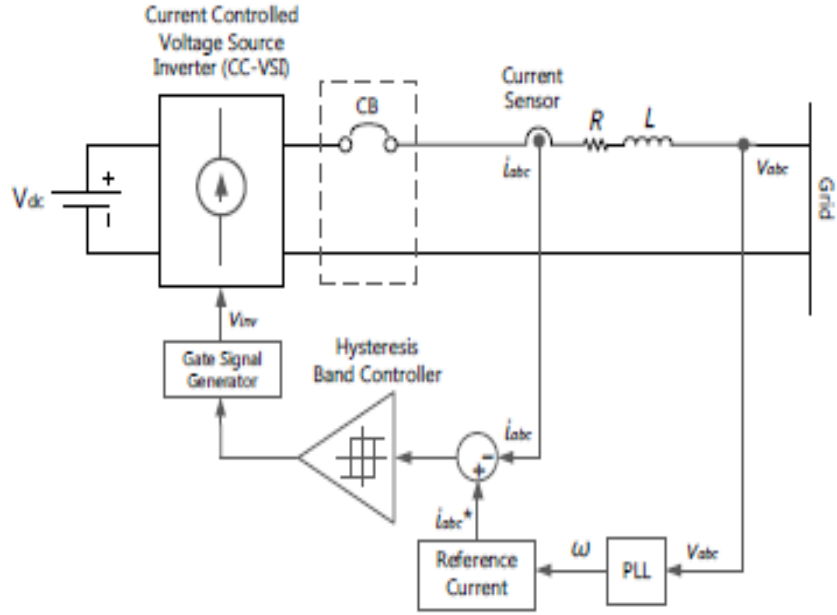 Current Controlled
Voltage Source
Inverter (CC-VSI)
CB
Current
Sensor
R
L
iabc
Vabc
Grid
+
Vdc
Vinv
Gate Signal
Generator
Hysteresis
Band Controller
iabc
−
+
iabc*
Reference
Current
ω
PLL
Vabc